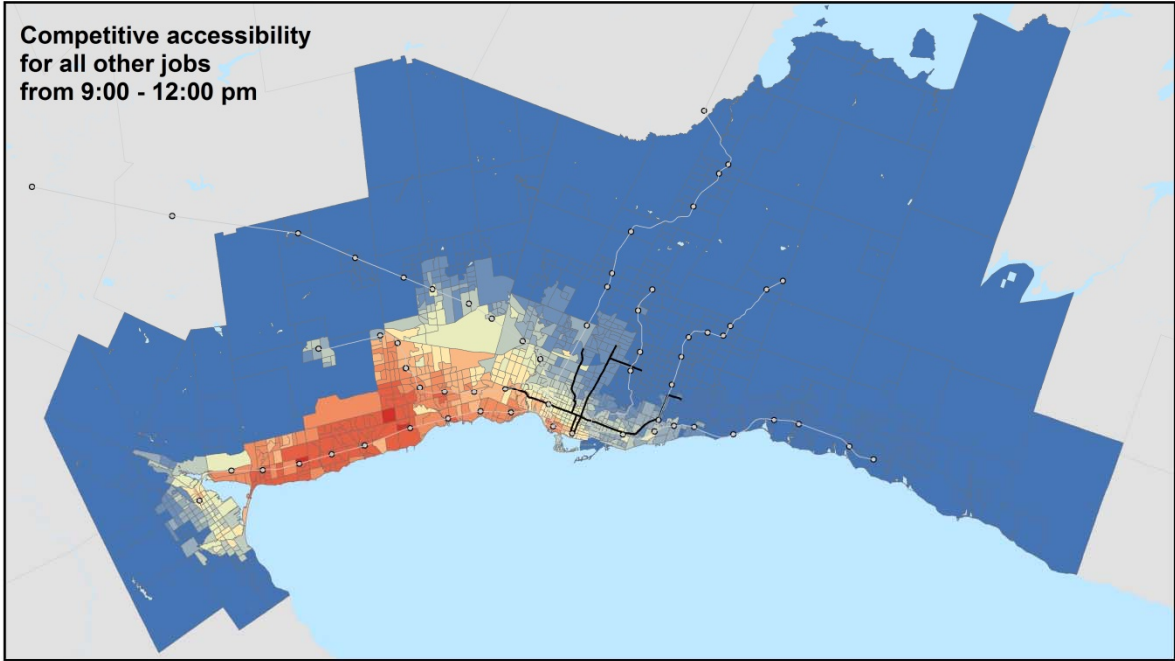 Competitive accessibility
for all other jobs
from 9:00 - 12:00 pm